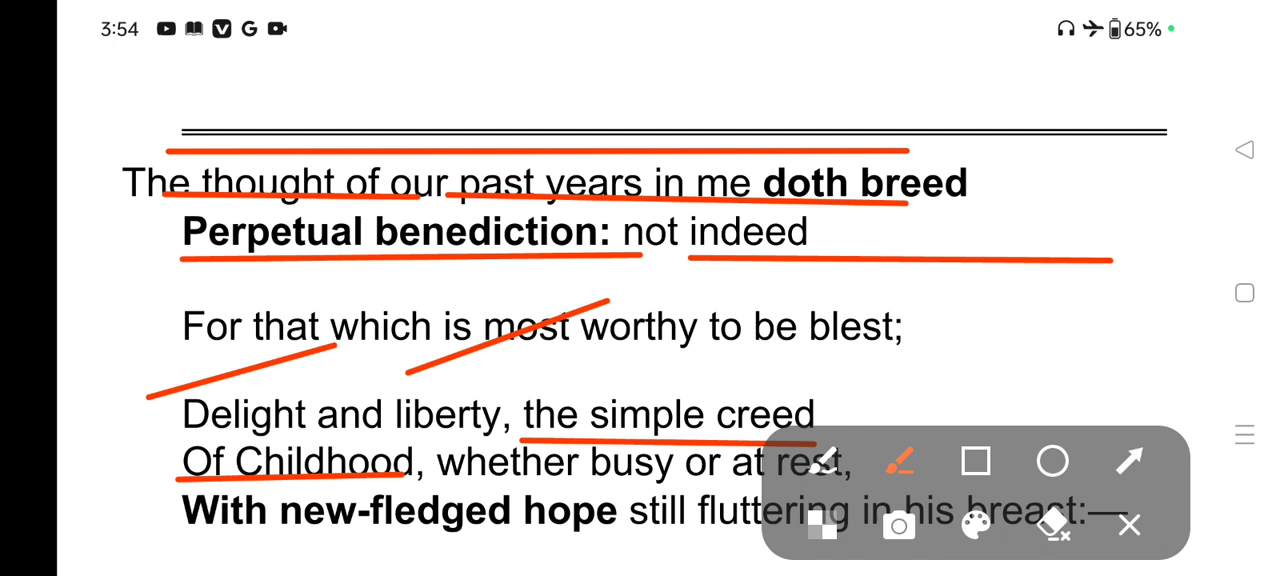 3:54
65%
The thought of our past years in me doth breed
Perpetual benediction: not indeed
For that which is most worthy to be blest;
Delight and liberty, the simple creed
Of Childhood, whether busy or at rest,
With new-fledged hope still fluttering in his breast:—